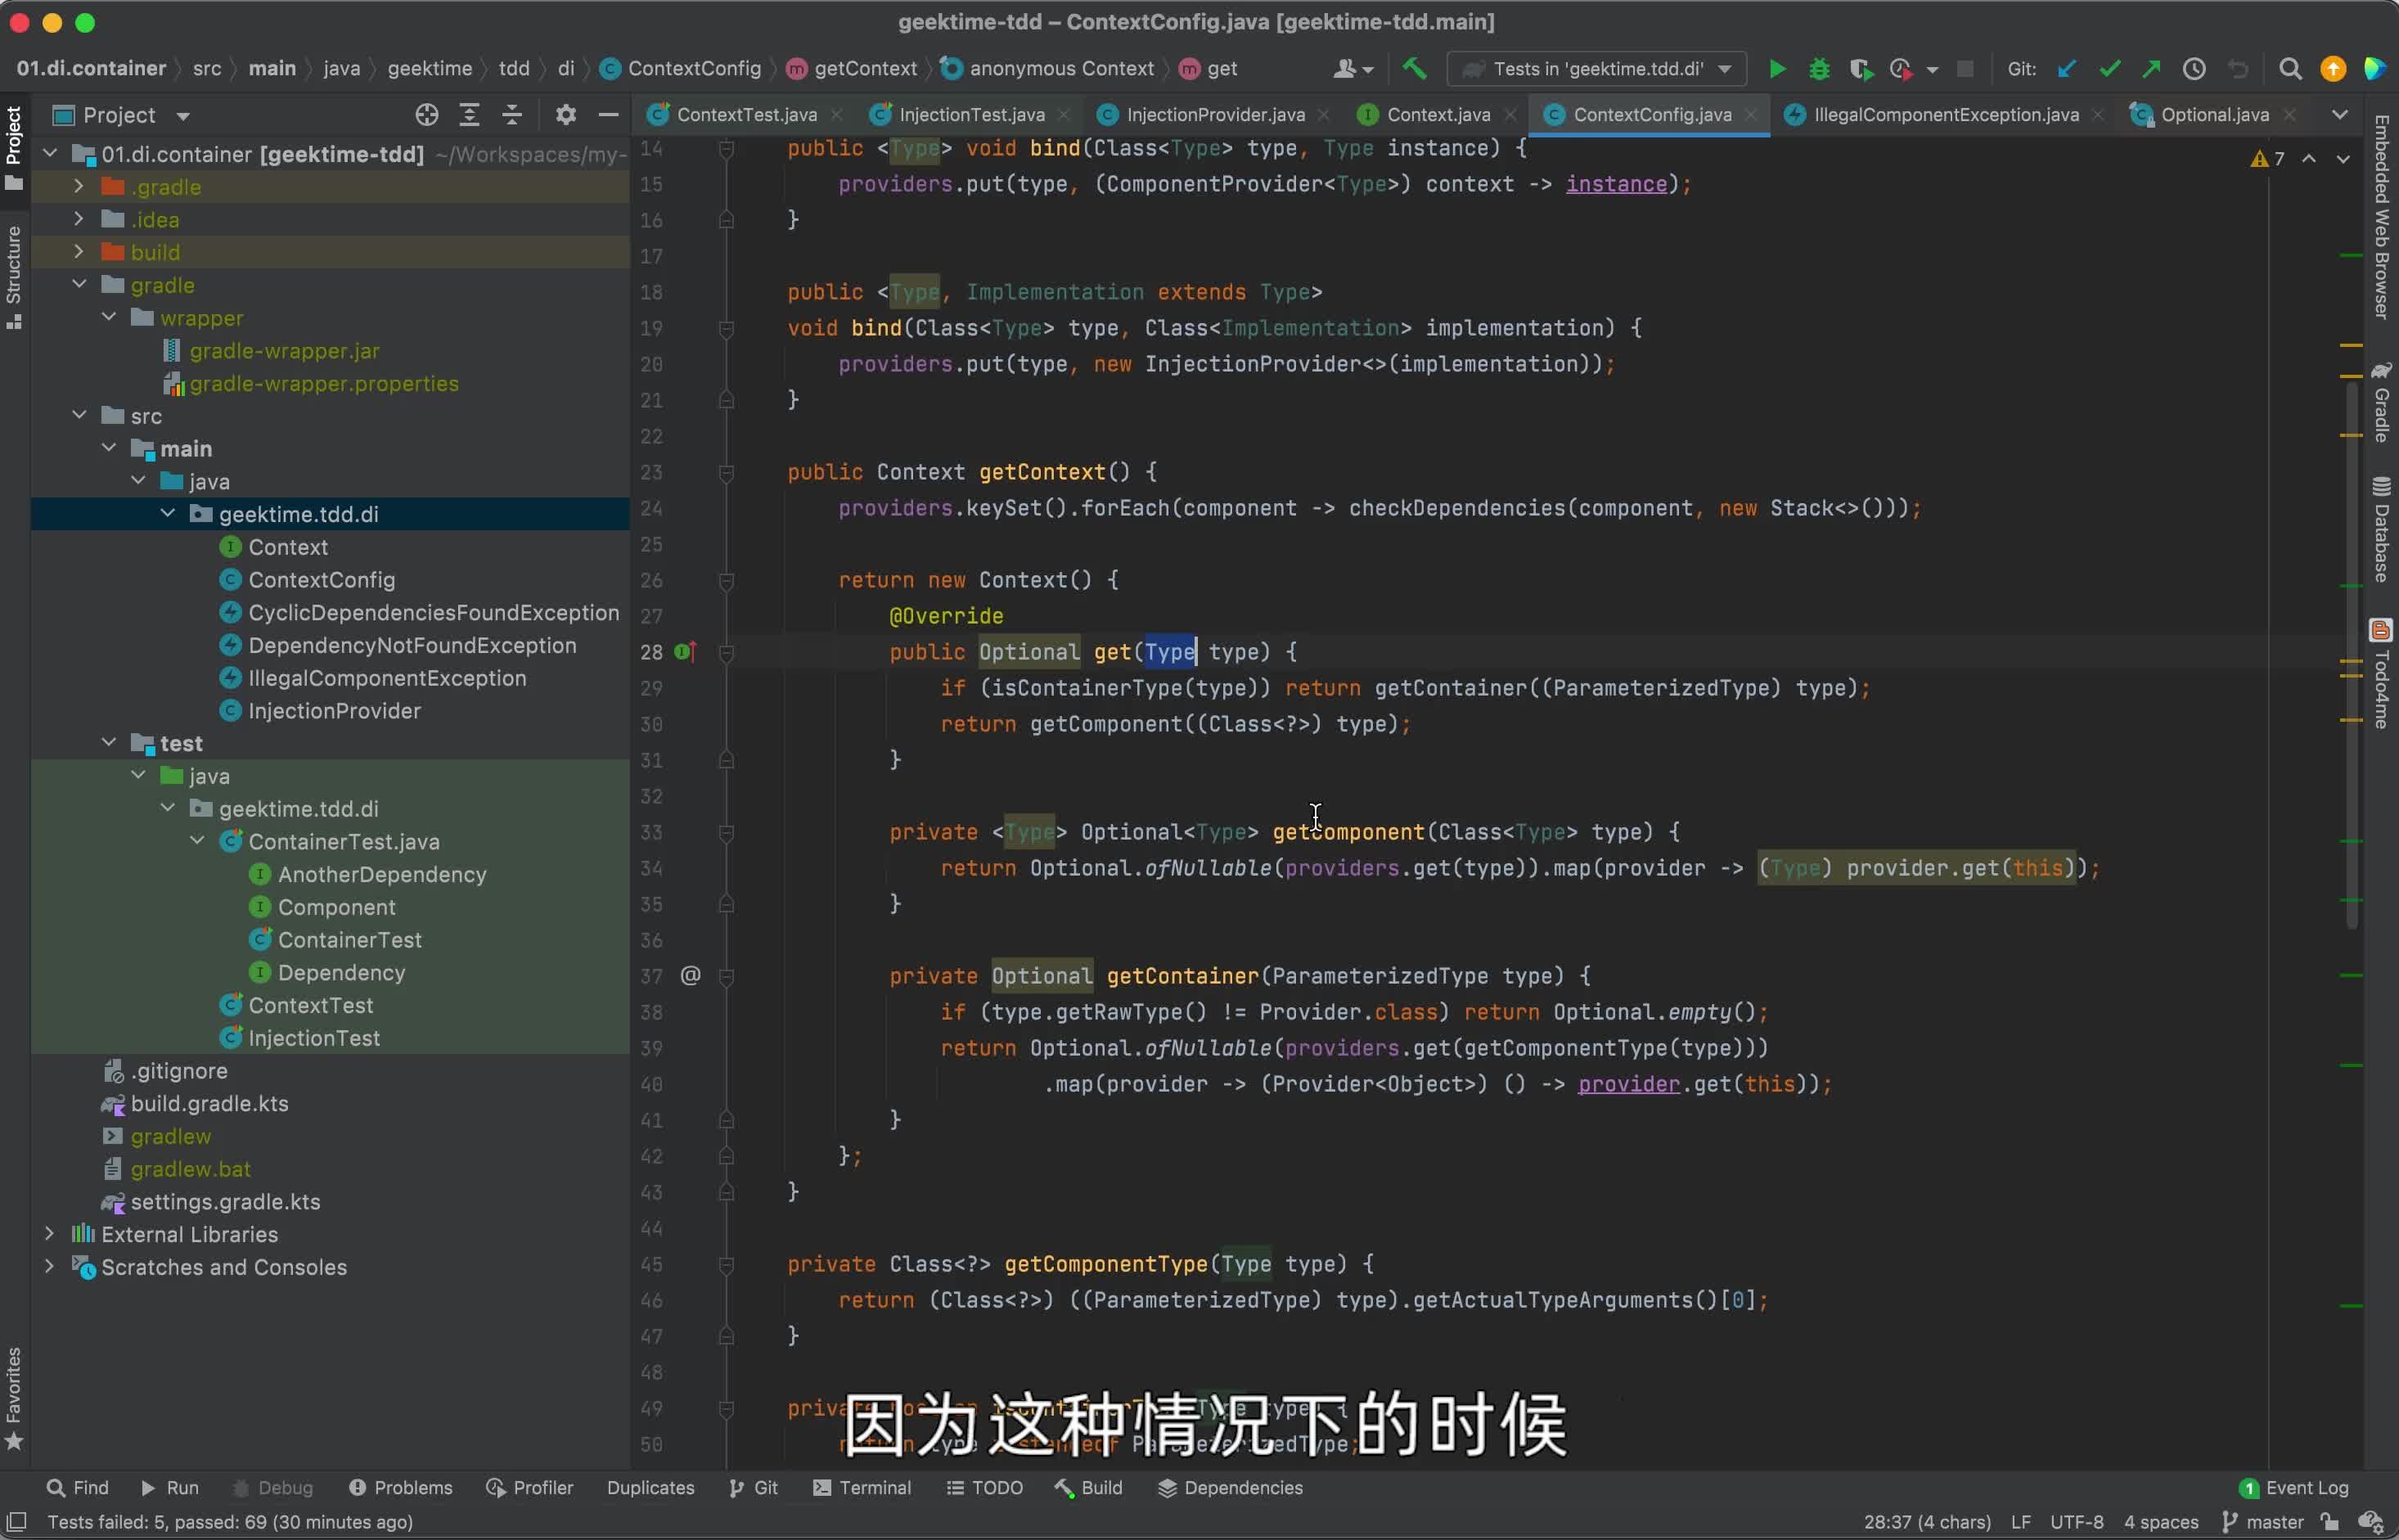 geektime-tdd – ContextConfig.java [geektime-tdd.main]
01.di.container src main java geektime tdd di ContextConfig getContext anonymous Context get Tests in 'geektime.tdd.di' Git:
Project ContextTest.java InjectionTest.java InjectionProvider.java Context.java ContextConfig.java IllegalComponentException.java Optional.java
Project
Structure
Favorites
01.di.container [geektime-tdd] ~/Workspaces/my-
.gradle
.idea
build
gradle
wrapper
gradle-wrapper.jar
gradle-wrapper.properties
src
main
java
geektime.tdd.di
Context
ContextConfig
CyclicDependenciesFoundException
DependencyNotFoundException
IllegalComponentException
InjectionProvider
test
java
geektime.tdd.di
ContainerTest.java
AnotherDependency
Component
ContainerTest
Dependency
ContextTest
InjectionTest
.gitignore
build.gradle.kts
gradlew
gradlew.bat
settings.gradle.kts
External Libraries
Scratches and Consoles
7
14 public <Type> void bind(Class<Type> type, Type instance) {
15 providers.put(type, (ComponentProvider<Type>) context -> instance);
16 }
17
18 public <Type, Implementation extends Type>
19 void bind(Class<Type> type, Class<Implementation> implementation) {
20 providers.put(type, new InjectionProvider<>(implementation));
21 }
22
23 public Context getContext() {
24 providers.keySet().forEach(component -> checkDependencies(component, new Stack<>()));
25
26 return new Context() {
27 @Override
28 public Optional get(Type type) {
29 if (isContainerType(type)) return getContainer((ParameterizedType) type);
30 return getComponent((Class<?>) type);
31 }
32
33 private <Type> Optional<Type> getComponent(Class<Type> type) {
34 return Optional.ofNullable(providers.get(type)).map(provider -> (Type) provider.get(this));
35 }
36
37 @ private Optional getContainer(ParameterizedType type) {
38 if (type.getRawType() != Provider.class) return Optional.empty();
39 return Optional.ofNullable(providers.get(getComponentType(type)))
40 .map(provider -> (Provider<Object>) () -> provider.get(this));
41 }
42 };
43 }
44
45 private Class<?> getComponentType(Type type) {
46 return (Class<?>) ((ParameterizedType) type).getActualTypeArguments()[0];
47 }
48
49
50
因为这种情况下的时候
Embedded Web Browser
Gradle
Database
Todo4me
Find Run Debug Problems Profiler Duplicates Git Terminal TODO Build Dependencies 1 Event Log
Tests failed: 5, passed: 69 (30 minutes ago) 28:37 (4 chars) LF UTF-8 4 spaces master